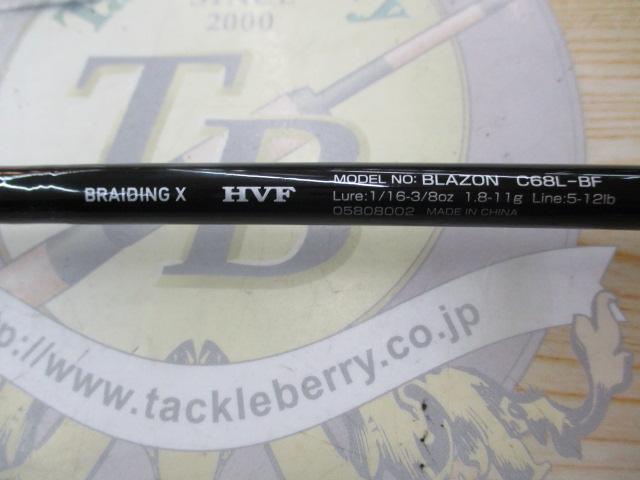 SINCE
2000
TB
BRAIDING X HVF
MODEL NO: BLAZON C68L-BF
Lure:1/16-3/8oz 1.8-11g Line:5-12lb
05808002 MADE IN CHINA
http://www.tackleberry.co.jp